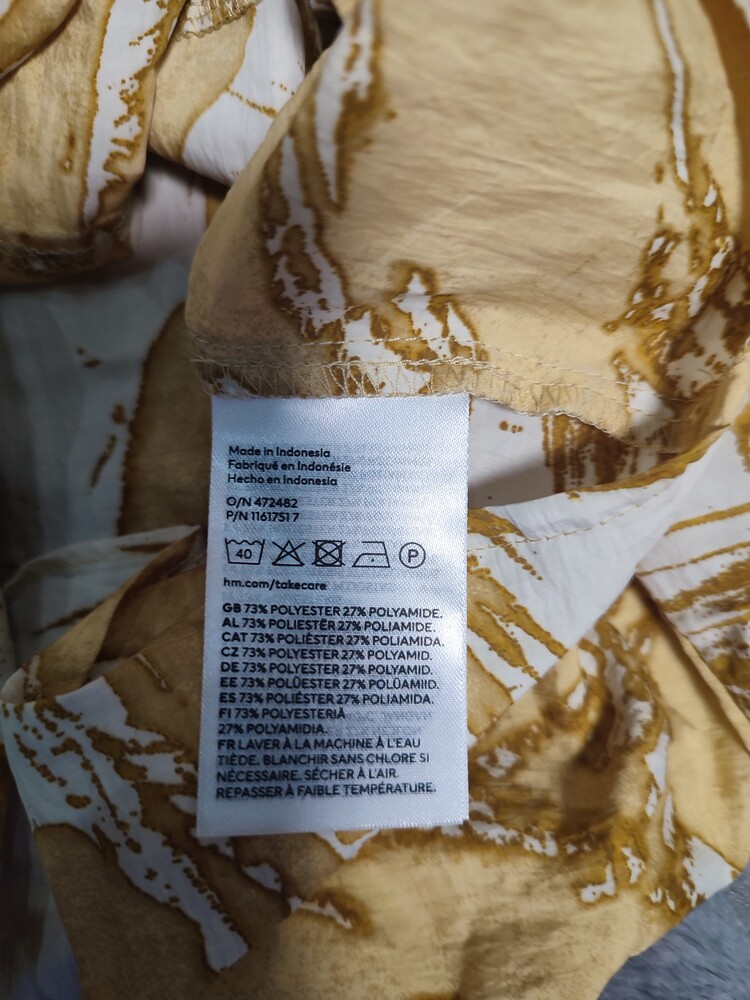 Made in Indonesia
Fabriqué en Indonésie
Hecho en Indonesia
O/N 472482
P/N 1161751 7
40 P
hm.com/takecare
GB 73% POLYESTER 27% POLYAMIDE.
AL 73% POLIESTËR 27% POLIAMIDE.
CAT 73% POLIÈSTER 27% POLIAMIDA.
CZ 73% POLYESTER 27% POLYAMID.
DE 73% POLYESTER 27% POLYAMID.
EE 73% POLÜESTER 27% POLÜAMIID.
ES 73% POLIÉSTER 27% POLIAMIDA.
FI 73% POLYESTERIÄ
27% POLYAMIDIA.
FR LAVER À LA MACHINE À L'EAU
TIÈDE. BLANCHIR SANS CHLORE SI
NÉCESSAIRE. SÉCHER À L'AIR.
REPASSER À FAIBLE TEMPÉRATURE.